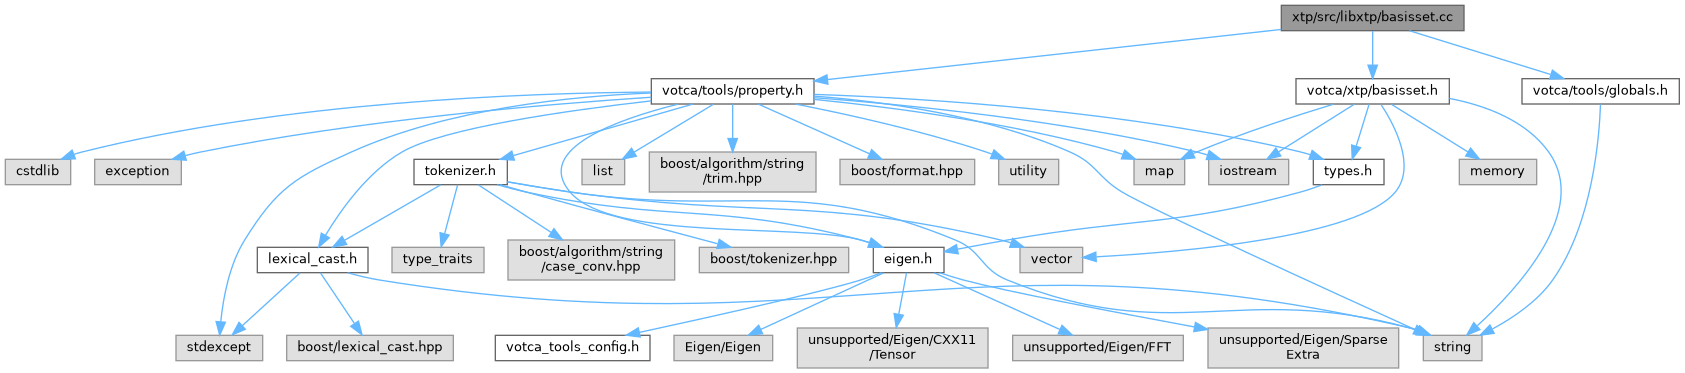 xtp/src/libxtp/basisset.cc
votca/tools/property.h
votca/xtp/basisset.h
votca/tools/globals.h
cstdlib
exception
tokenizer.h
list
boost/algorithm/string
/trim.hpp
boost/format.hpp
utility
map
iostream
types.h
memory
lexical_cast.h
type_traits
boost/algorithm/string
/case_conv.hpp
boost/tokenizer.hpp
eigen.h
vector
stdexcept
boost/lexical_cast.hpp
votca_tools_config.h
Eigen/Eigen
unsupported/Eigen/CXX11
/Tensor
unsupported/Eigen/FFT
unsupported/Eigen/Sparse
Extra
string